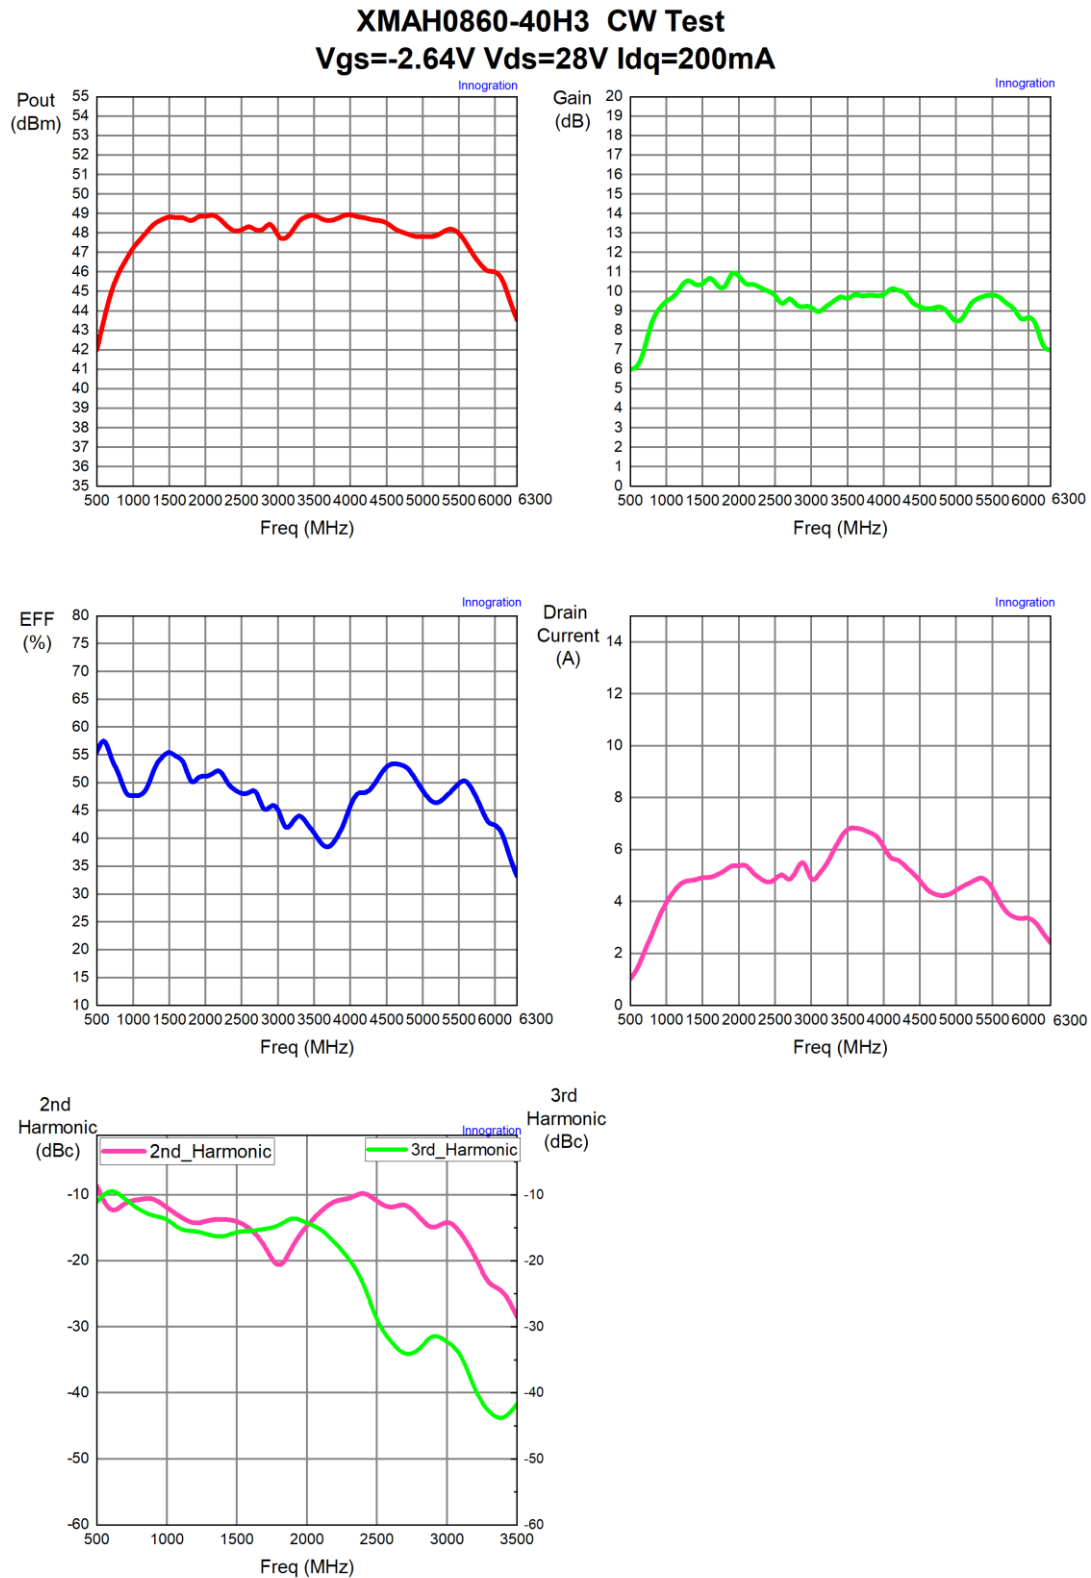 XMAH0860-40H3 CW Test
Vgs=-2.64V Vds=28V Idq=200mA
Innogration
Pout
(dBm)
55
54
53
52
51
50
49
48
47
46
45
44
43
42
41
40
39
38
37
36
35
500 1000 1500 2000 2500 3000 3500 4000 4500 5000 5500 6000 6300
Freq (MHz)
Innogration
Gain
(dB)
20
19
18
17
16
15
14
13
12
11
10
9
8
7
6
5
4
3
2
1
0
500 1000 1500 2000 2500 3000 3500 4000 4500 5000 5500 6000 6300
Freq (MHz)
Innogration
EFF
(%)
80
75
70
65
60
55
50
45
40
35
30
25
20
15
10
500 1000 1500 2000 2500 3000 3500 4000 4500 5000 5500 6000 6300
Freq (MHz)
Innogration
Drain
Current
(A)
14
12
10
8
6
4
2
0
500 1000 1500 2000 2500 3000 3500 4000 4500 5000 5500 6000 6300
Freq (MHz)
2nd
Harmonic
(dBc)
3rd
Harmonic
(dBc)
Innogration
2nd_Harmonic
3rd_Harmonic
-10
-20
-30
-40
-50
-60
-10
-20
-30
-40
-50
-60
500 1000 1500 2000 2500 3000 3500
Freq (MHz)